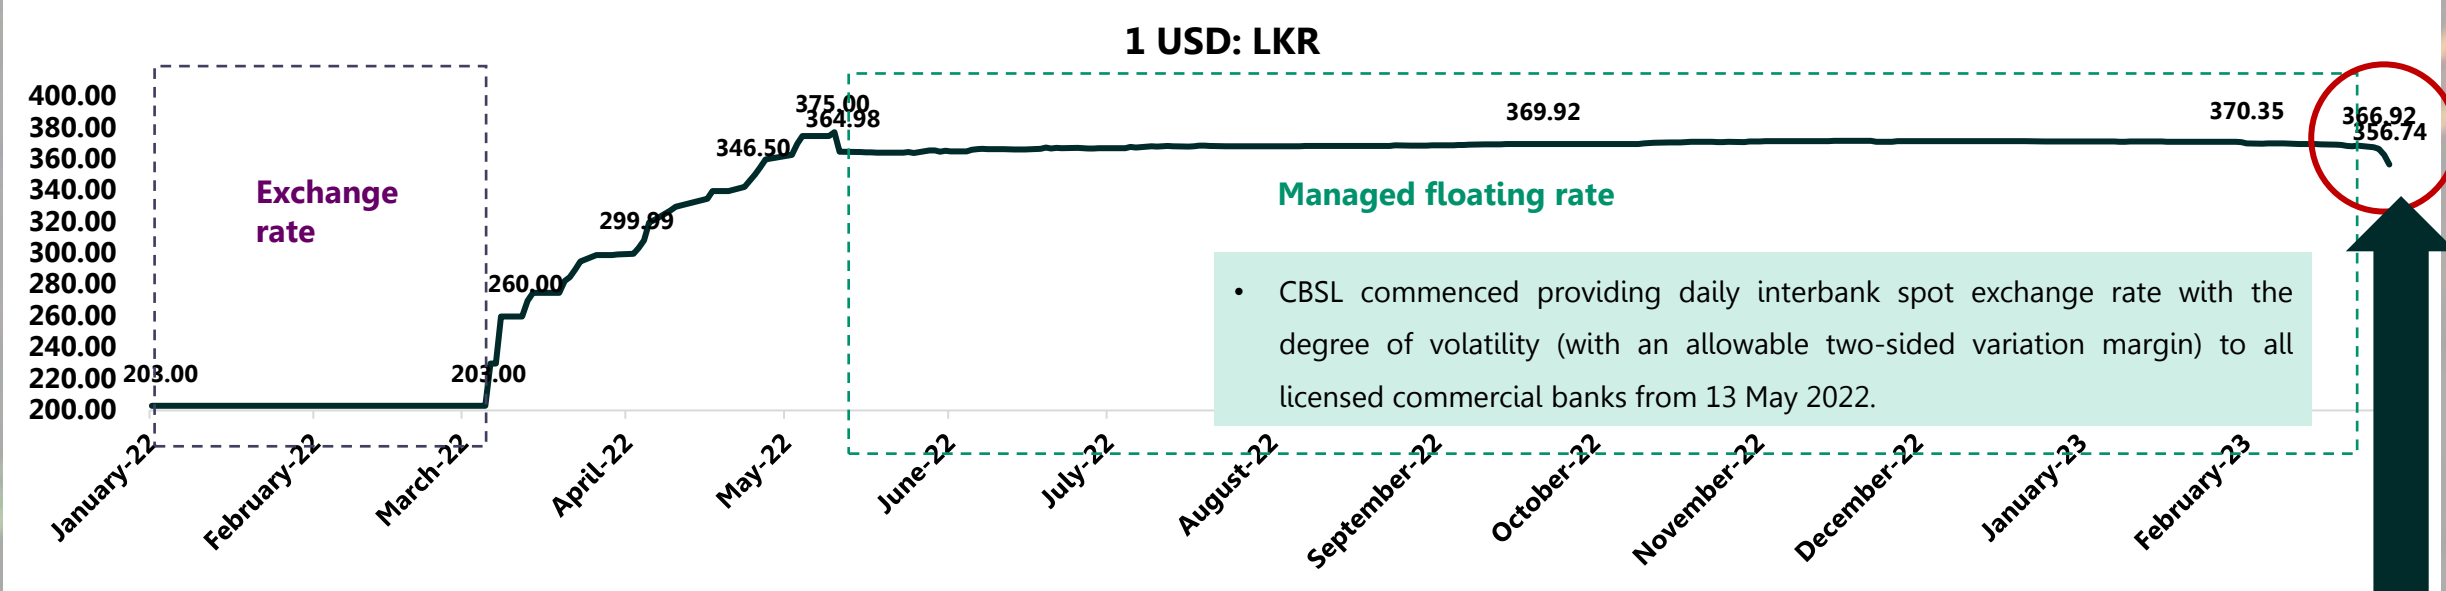 1 USD: LKR
400.00
380.00
360.00
340.00
320.00
300.00
280.00
260.00
240.00
220.00
200.00
203.00
203.00
260.00
299.99
346.50
375.00
364.98
369.92
370.35
366.92
356.74
Exchange
rate
Managed floating rate
• CBSL commenced providing daily interbank spot exchange rate with the
degree of volatility (with an allowable two-sided variation margin) to all
licensed commercial banks from 13 May 2022.
January-22
February-22
March-22
April-22
May-22
June-22
July-22
August-22
September-22
October-22
November-22
December-22
January-23
February-23